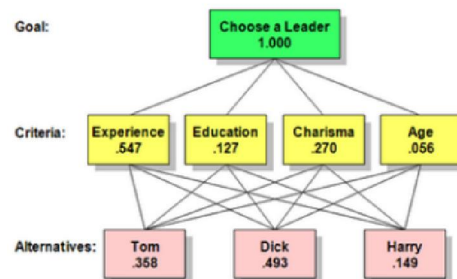 Goal:
Choose a Leader
1.000
Criteria:
Experience
.547
Education
.127
Charisma
.270
Age
.056
Alternatives:
Tom
.358
Dick
.493
Harry
.149